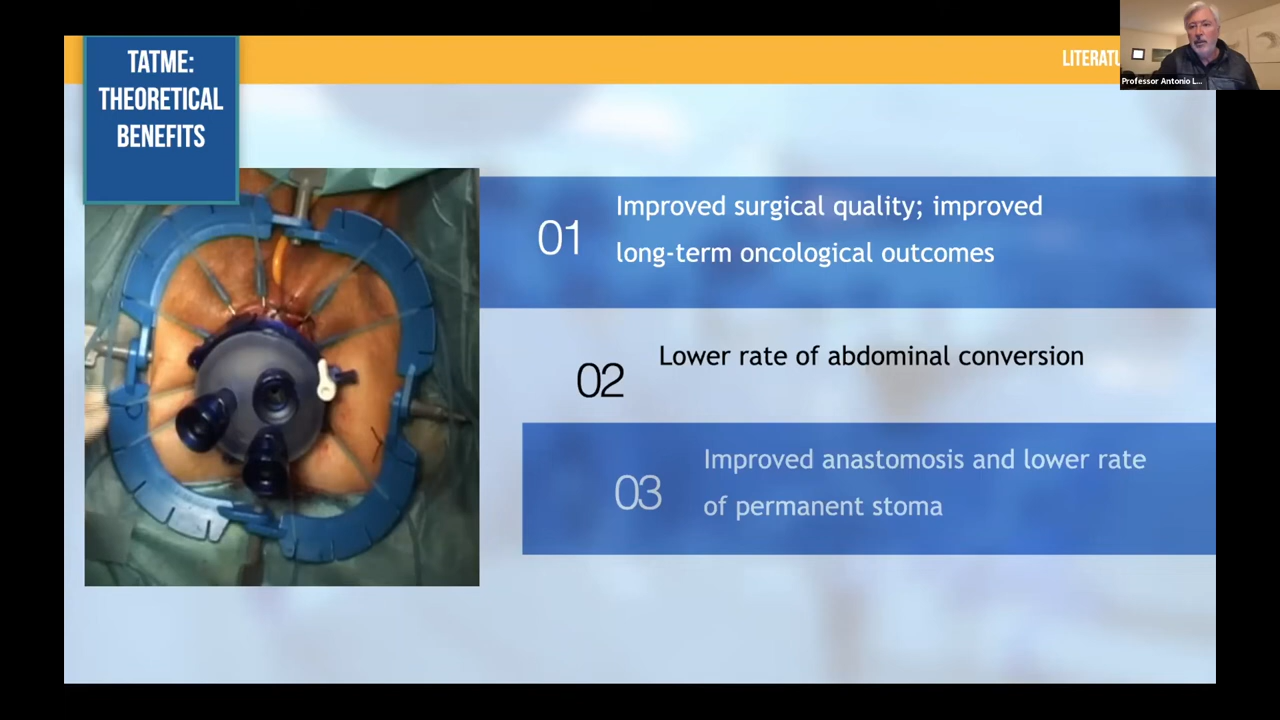 TATME:
THEORETICAL
BENEFITS
Professor Antonio L...
01
Improved surgical quality; improved
long-term oncological outcomes
02
Lower rate of abdominal conversion
03
Improved anastomosis and lower rate
of permanent stoma